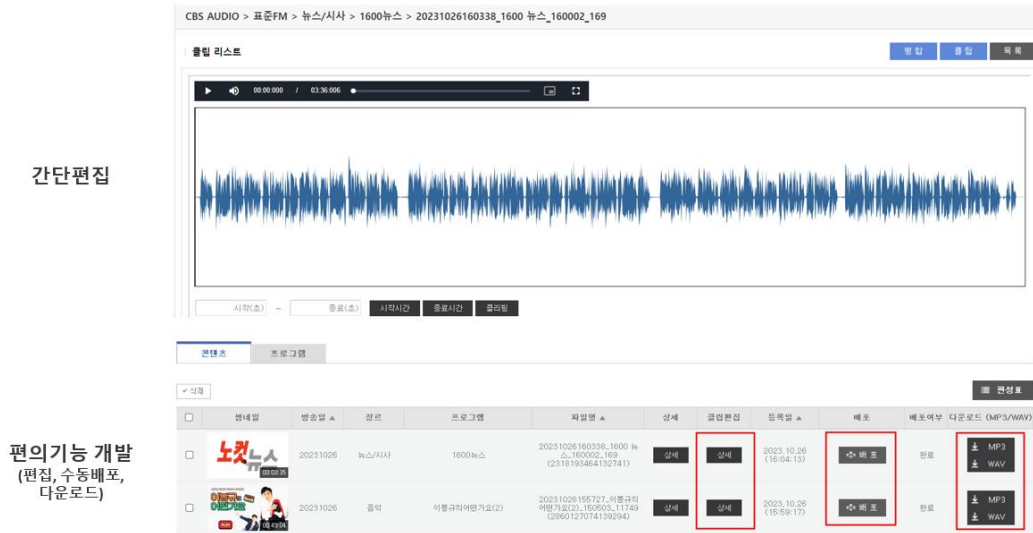 CBS AUDIO > 표준FM > 뉴스/시사 > 1600뉴스 > 20231026160338_1600 뉴스_160002_169
클립 리스트
병합 클립 목록
00:00:000 / 03:36:006
간단편집
시작(초) ~ 종료(초) 시작시간 종료시간 클리핑
콘텐츠 프로그램
✓ 삭제
편성표
썸네일 방송일 ▲ 장르 프로그램 파일명 ▲ 상세 클립편집 등록일 ▲ 배포 배포여부 다운로드 (MP3/WAV)
편의기능 개발
(편집, 수동배포,
다운로드)
노컷뉴스
00:03:35
20231026 뉴스/시사 1600뉴스
20231026160338_1600 뉴
스_160002_169
(23181934641 32741)
상세 상세
2023.10.26
(16:04:13)
배포 완료
MP3
WAV
이봉규의
어떤가요
00:49:04
20231026 음악 이봉규의어떤가요(2)
20231026155727_이봉규의
어떤가요(2)_150503_11749
(2860127074139294)
상세 상세
2023.10.26
(15:59:17)
배포 완료
MP3
WAV